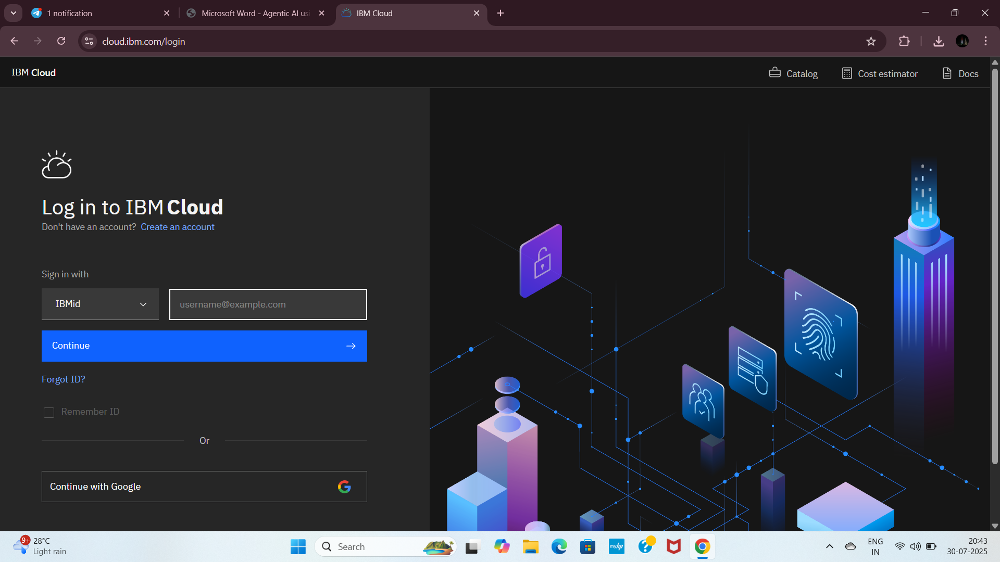 1 notification
Microsoft Word - Agentic AI usi
IBM Cloud
cloud.ibm.com/login
IBM Cloud
Catalog
Cost estimator
Docs
Log in to IBM Cloud
Don't have an account? Create an account
Sign in with
IBMid
username@example.com
Continue
Forgot ID?
Remember ID
Or
Continue with Google
9+
28°C
Light rain
Search
myhp
ENG
IN
20:43
30-07-2025